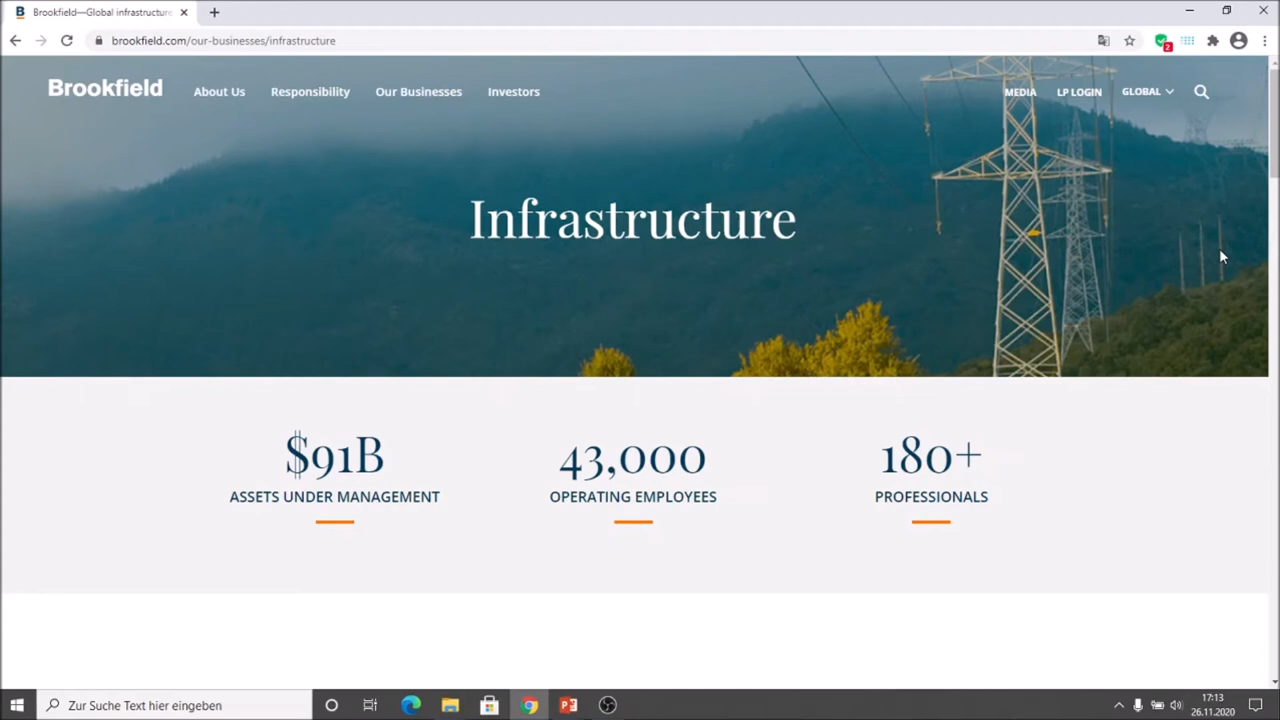 Brookfield—Global infrastructure
brookfield.com/our-businesses/infrastructure
2
Brookfield
About Us
Responsibility
Our Businesses
Investors
MEDIA
LP LOGIN
GLOBAL
Infrastructure
$91B
ASSETS UNDER MANAGEMENT
43,000
OPERATING EMPLOYEES
180+
PROFESSIONALS
Zur Suche Text hier eingeben
17:13
26.11.2020